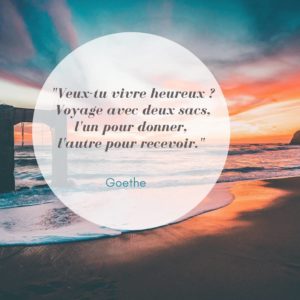 "Veux-tu vivre heureux ?
Voyage avec deux sacs,
l'un pour donner,
l'autre pour recevoir."
Goethe